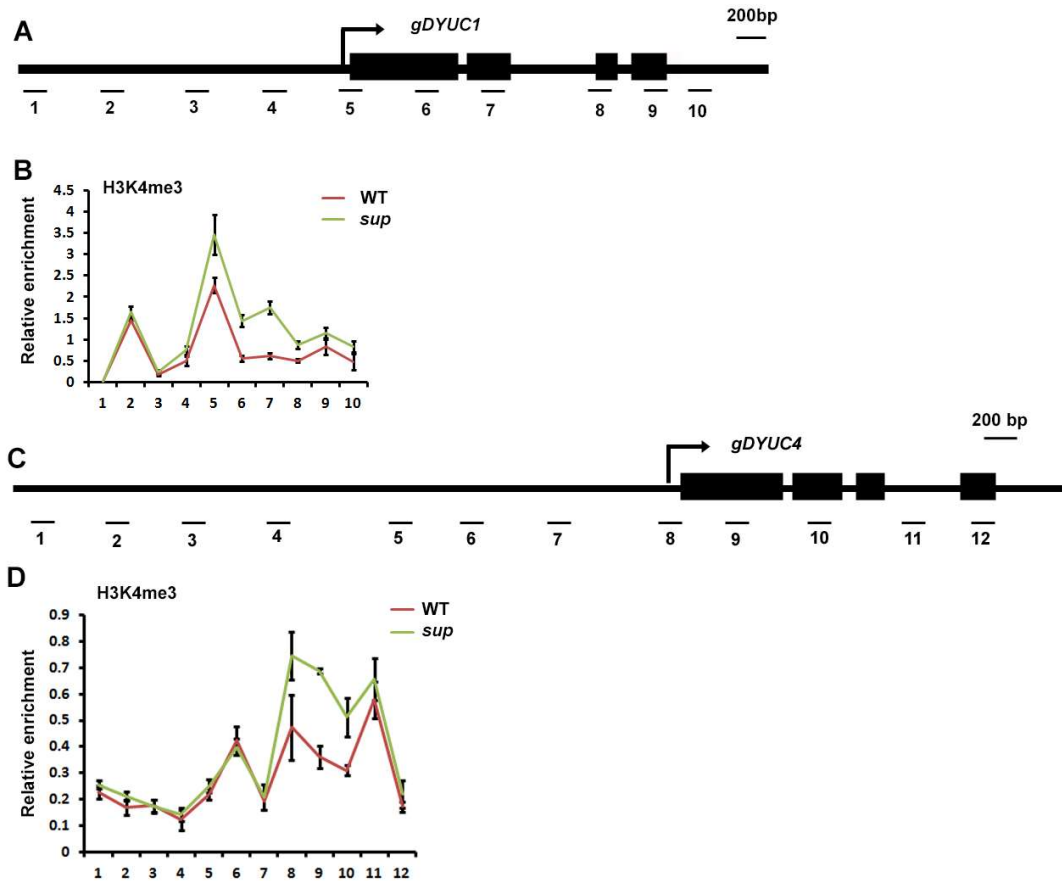 A
gDYUC1
200bp
1 2 3 4 5 6 7 8 9 10
B
H3K4me3
WT
sup
Relative enrichment
4.5
4
3.5
3
2.5
2
1.5
1
0.5
0
1 2 3 4 5 6 7 8 9 10
C
gDYUC4
200 bp
1 2 3 4 5 6 7 8 9 10 11 12
D
H3K4me3
WT
sup
Relative enrichment
0.9
0.8
0.7
0.6
0.5
0.4
0.3
0.2
0.1
0
1 2 3 4 5 6 7 8 9 10 11 12